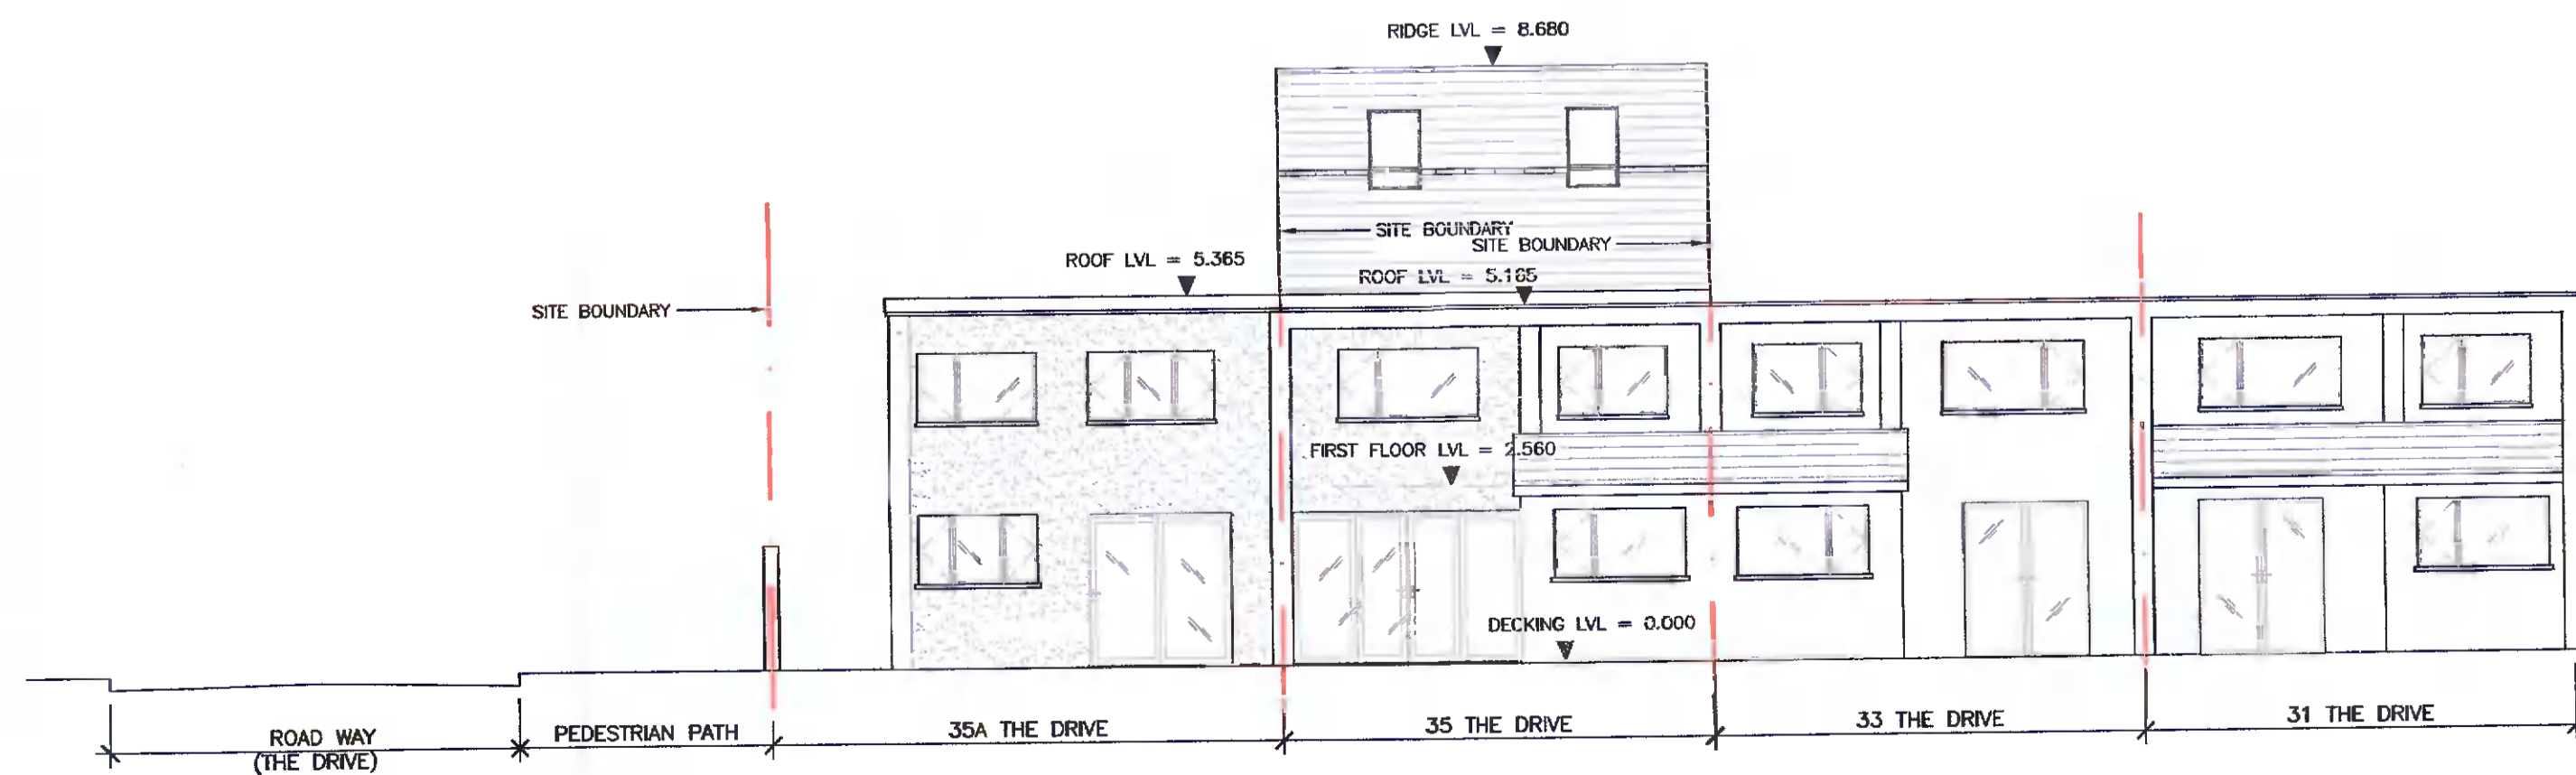 RIDGE LVL = 8.680
SITE BOUNDARY
SITE BOUNDARY
ROOF LVL = 5.365
ROOF LVL = 5.165
SITE BOUNDARY
FIRST FLOOR LVL = 2.560
DECKING LVL = 0.000
ROAD WAY
(THE DRIVE)
PEDESTRIAN PATH
35A THE DRIVE
35 THE DRIVE
33 THE DRIVE
31 THE DRIVE